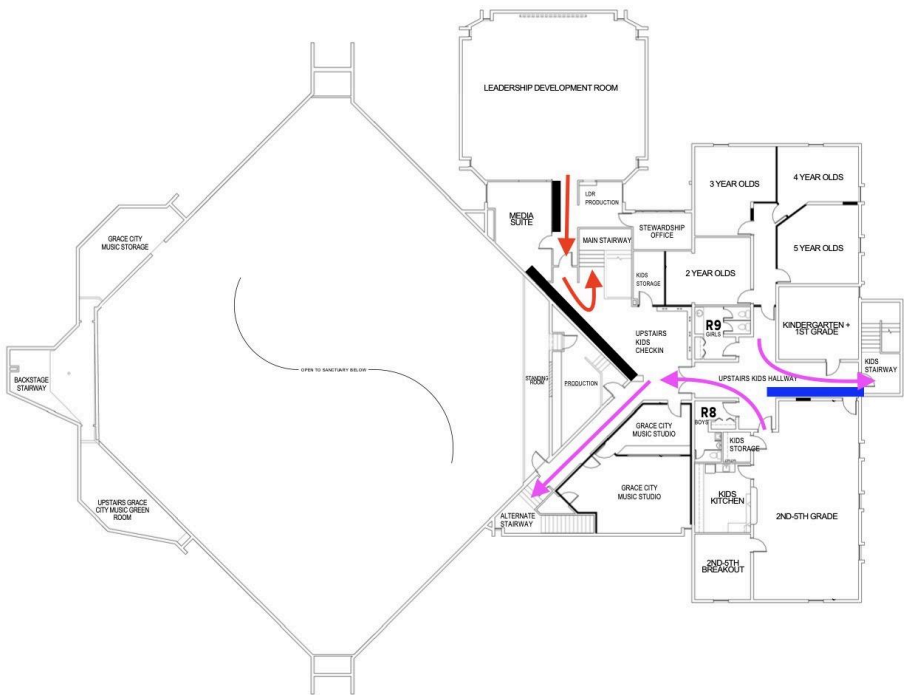 LEADERSHIP DEVELOPMENT ROOM
3 YEAR OLDS
4 YEAR OLDS
LDR
PRODUCTION
MEDIA
SUITE
STEWARDSHIP
OFFICE
MAIN STAIRWAY
5 YEAR OLDS
GRACE CITY
MUSIC STORAGE
2 YEAR OLDS
KIDS
STORAGE
R9
GIRLS
KINDERGARTEN +
1ST GRADE
UPSTAIRS
KIDS
CHECKIN
KIDS
STAIRWAY
OPEN TO SANCTUARY BELOW
BACKSTAGE
STAIRWAY
STANDING
ROOM
PRODUCTION
UPSTAIRS KIDS HALLWAY
R8
BOYS
GRACE CITY
MUSIC STUDIO
KIDS
STORAGE
GRACE CITY
MUSIC STUDIO
KIDS
KITCHEN
UPSTAIRS GRACE
CITY MUSIC GREEN
ROOM
ALTERNATE
STAIRWAY
2ND-5TH GRADE
2ND-5TH
BREAKOUT